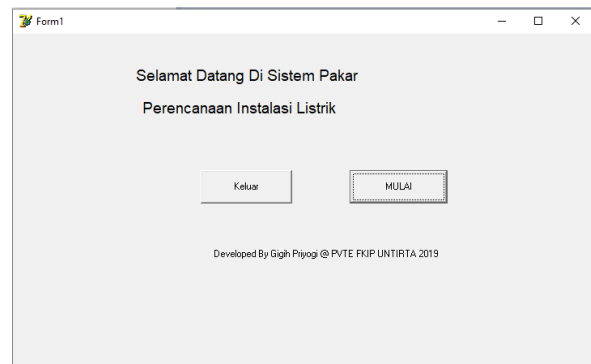 Form1
Selamat Datang Di Sistem Pakar
Perencanaan Instalasi Listrik
Keluar
MULAI
Developed By Gigih Priyogi @ PVTE FKIP UNTIRTA 2019